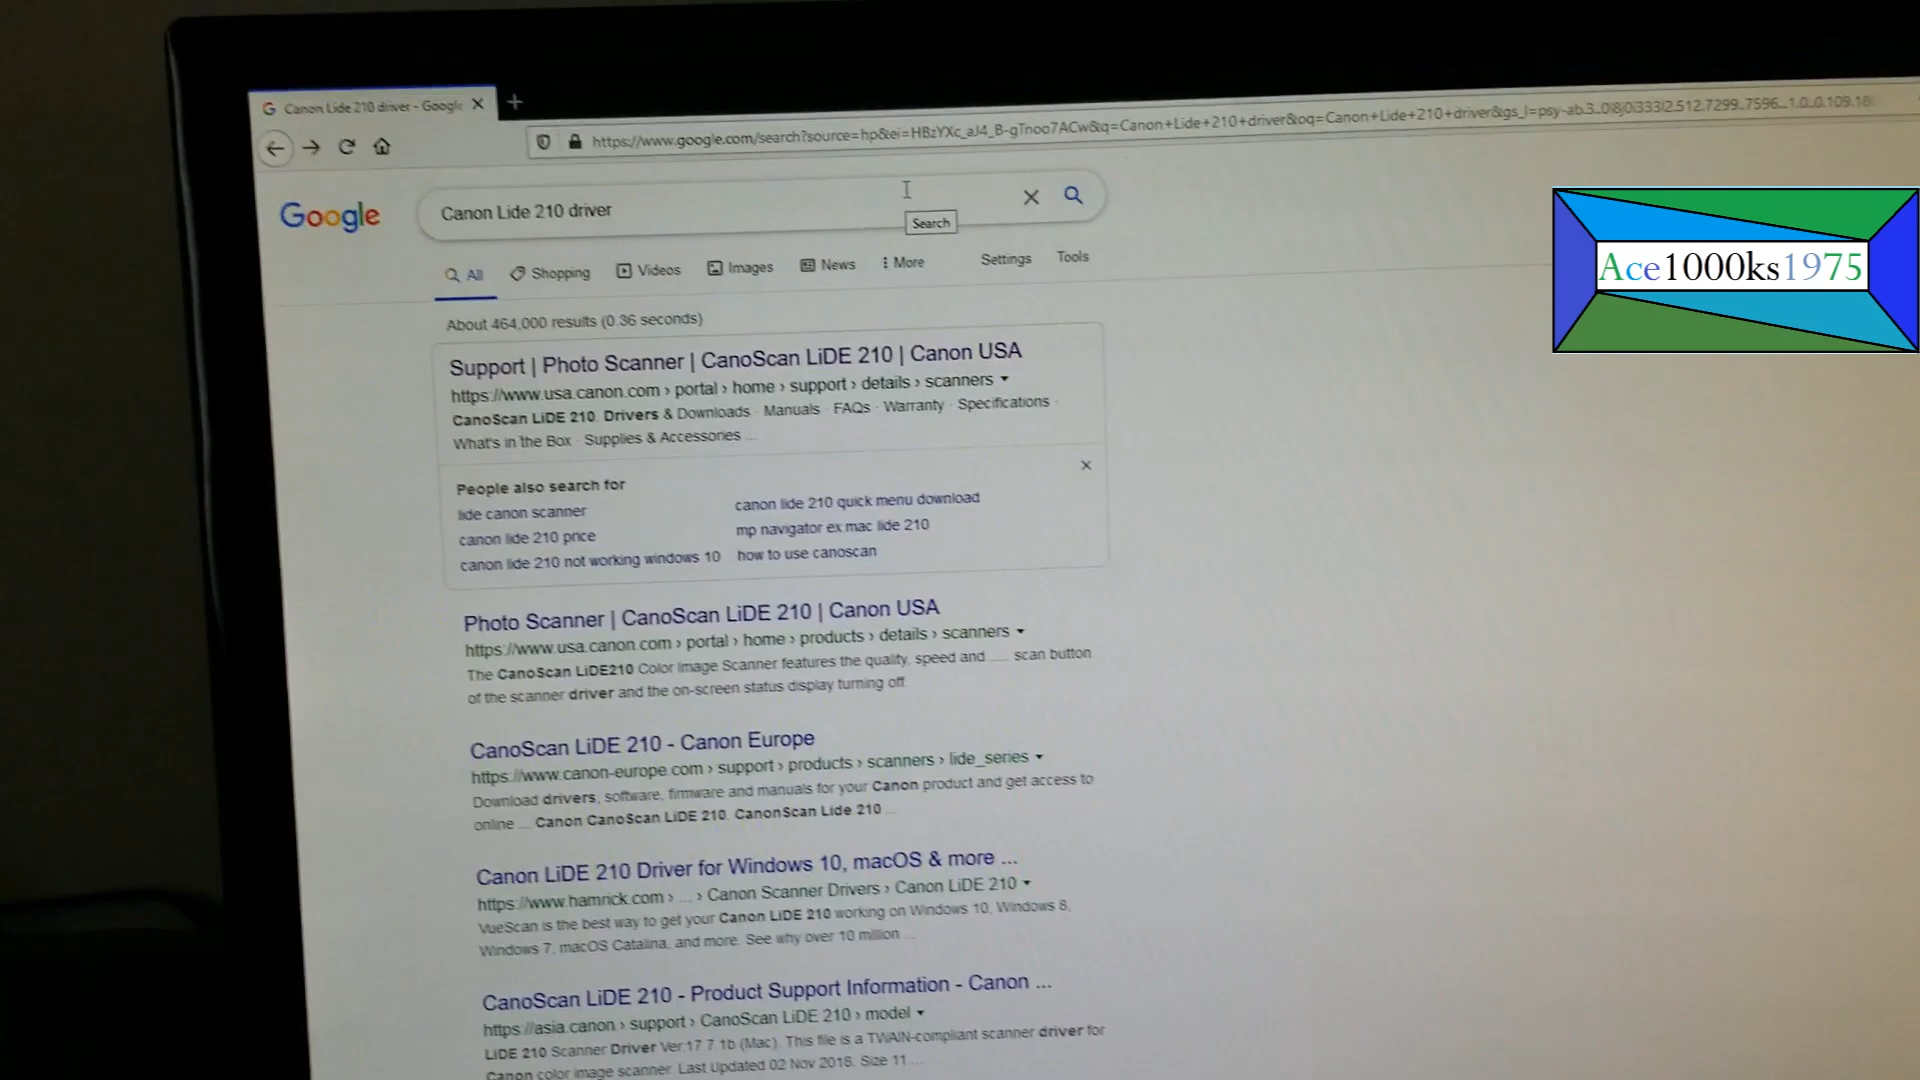 Canon Lide 210 driver - Google
https://www.google.com/search?source=hp&ei=HBzYXc_aJ4_B-gTnoo7ACw&q=Canon+Lide+210+driver&oq=Canon+Lide+210+driver&gs_l=psy-ab.3..0i8j0i333l2.512.7299..7596...1.0..0.109.18
Google
Canon Lide 210 driver
Search
All Shopping Videos Images News More Settings Tools
Ace1000ks1975
About 464,000 results (0.36 seconds)
Support | Photo Scanner | CanoScan LiDE 210 | Canon USA
https://www.usa.canon.com › portal › home › support › details › scanners
CanoScan LiDE 210. Drivers & Downloads · Manuals · FAQs · Warranty · Specifications ·
What's in the Box · Supplies & Accessories ...
People also search for
lide canon scanner
canon lide 210 quick menu download
canon lide 210 price
mp navigator ex mac lide 210
canon lide 210 not working windows 10
how to use canoscan
Photo Scanner | CanoScan LiDE 210 | Canon USA
https://www.usa.canon.com › portal › home › products › details › scanners
The CanoScan LiDE210 Color Image Scanner features the quality, speed and ... scan button
of the scanner driver and the on-screen status display turning off.
CanoScan LiDE 210 - Canon Europe
https://www.canon-europe.com › support › products › scanners › lide_series
Download drivers, software, firmware and manuals for your Canon product and get access to
online ... Canon CanoScan LiDE 210. CanonScan Lide 210 ...
Canon LiDE 210 Driver for Windows 10, macOS & more ...
https://www.hamrick.com › ... › Canon Scanner Drivers › Canon LiDE 210
VueScan is the best way to get your Canon LiDE 210 working on Windows 10, Windows 8,
Windows 7, macOS Catalina, and more. See why over 10 million ...
CanoScan LiDE 210 - Product Support Information - Canon ...
https://asia.canon › support › CanoScan LiDE 210 › model
LiDE 210 Scanner Driver Ver.17.7.1b (Mac). This file is a TWAIN-compliant scanner driver for
Canon color image scanner. Last Updated 02 Nov 2018. Size 11 ...